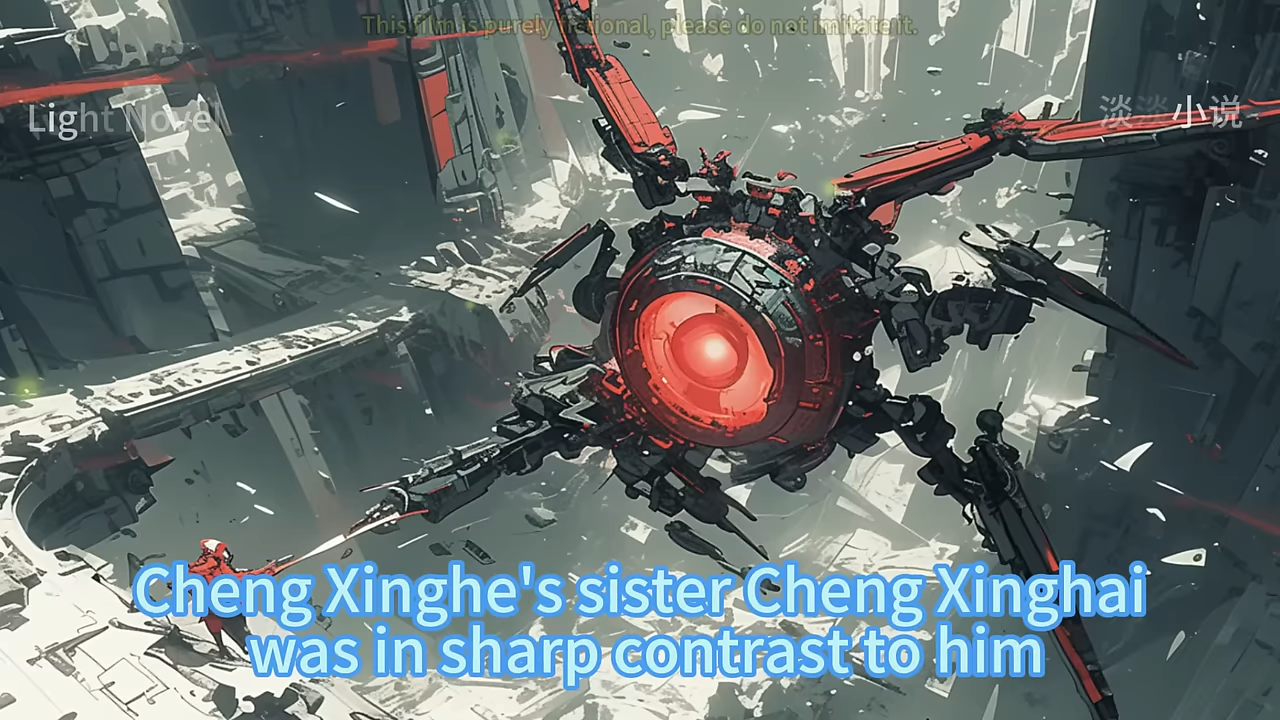 This film is purely fictional, please do not imitate it.
Light Novel
淡淡小说
Cheng Xinghe's sister Cheng Xinghai
was in sharp contrast to him